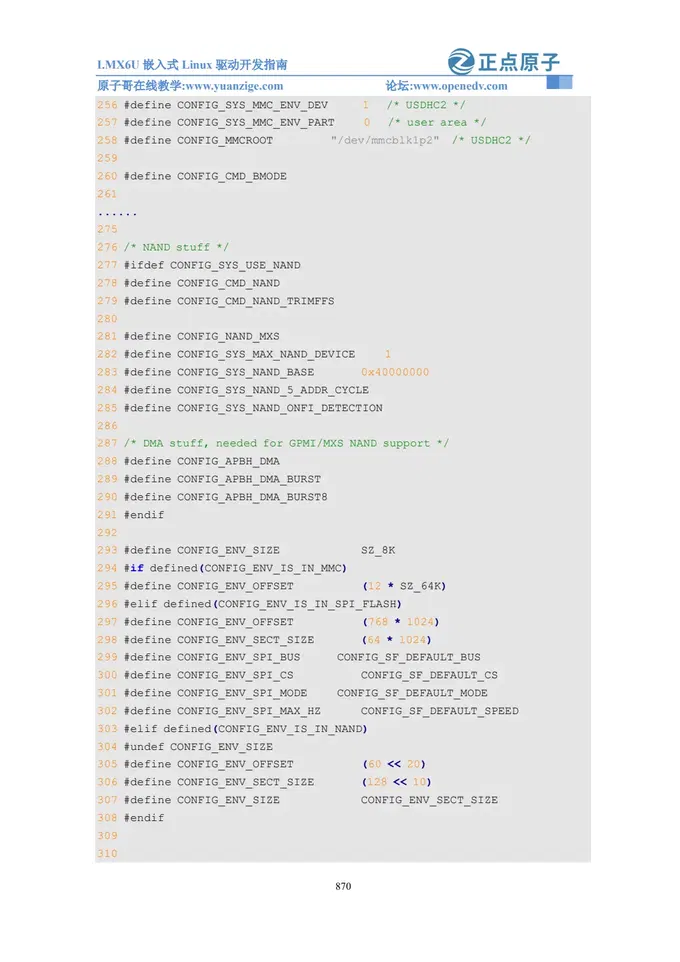 I.MX6U 嵌入式 Linux 驱动开发指南
正点原子
原子哥在线教学:www.yuanzige.com 论坛:www.openedv.com
256 #define CONFIG_SYS_MMC_ENV_DEV 1 /* USDHC2 */
257 #define CONFIG_SYS_MMC_ENV_PART 0 /* user area */
258 #define CONFIG_MMCROOT "/dev/mmcblk1p2" /* USDHC2 */
259
260 #define CONFIG_CMD_BMODE
261
......
275
276 /* NAND stuff */
277 #ifdef CONFIG_SYS_USE_NAND
278 #define CONFIG_CMD_NAND
279 #define CONFIG_CMD_NAND_TRIMFFS
280
281 #define CONFIG_NAND_MXS
282 #define CONFIG_SYS_MAX_NAND_DEVICE 1
283 #define CONFIG_SYS_NAND_BASE 0x40000000
284 #define CONFIG_SYS_NAND_5_ADDR_CYCLE
285 #define CONFIG_SYS_NAND_ONFI_DETECTION
286
287 /* DMA stuff, needed for GPMI/MXS NAND support */
288 #define CONFIG_APBH_DMA
289 #define CONFIG_APBH_DMA_BURST
290 #define CONFIG_APBH_DMA_BURST8
291 #endif
292
293 #define CONFIG_ENV_SIZE SZ_8K
294 #if defined(CONFIG_ENV_IS_IN_MMC)
295 #define CONFIG_ENV_OFFSET (12 * SZ_64K)
296 #elif defined(CONFIG_ENV_IS_IN_SPI_FLASH)
297 #define CONFIG_ENV_OFFSET (768 * 1024)
298 #define CONFIG_ENV_SECT_SIZE (64 * 1024)
299 #define CONFIG_ENV_SPI_BUS CONFIG_SF_DEFAULT_BUS
300 #define CONFIG_ENV_SPI_CS CONFIG_SF_DEFAULT_CS
301 #define CONFIG_ENV_SPI_MODE CONFIG_SF_DEFAULT_MODE
302 #define CONFIG_ENV_SPI_MAX_HZ CONFIG_SF_DEFAULT_SPEED
303 #elif defined(CONFIG_ENV_IS_IN_NAND)
304 #undef CONFIG_ENV_SIZE
305 #define CONFIG_ENV_OFFSET (60 << 20)
306 #define CONFIG_ENV_SECT_SIZE (128 << 10)
307 #define CONFIG_ENV_SIZE CONFIG_ENV_SECT_SIZE
308 #endif
309
310
870